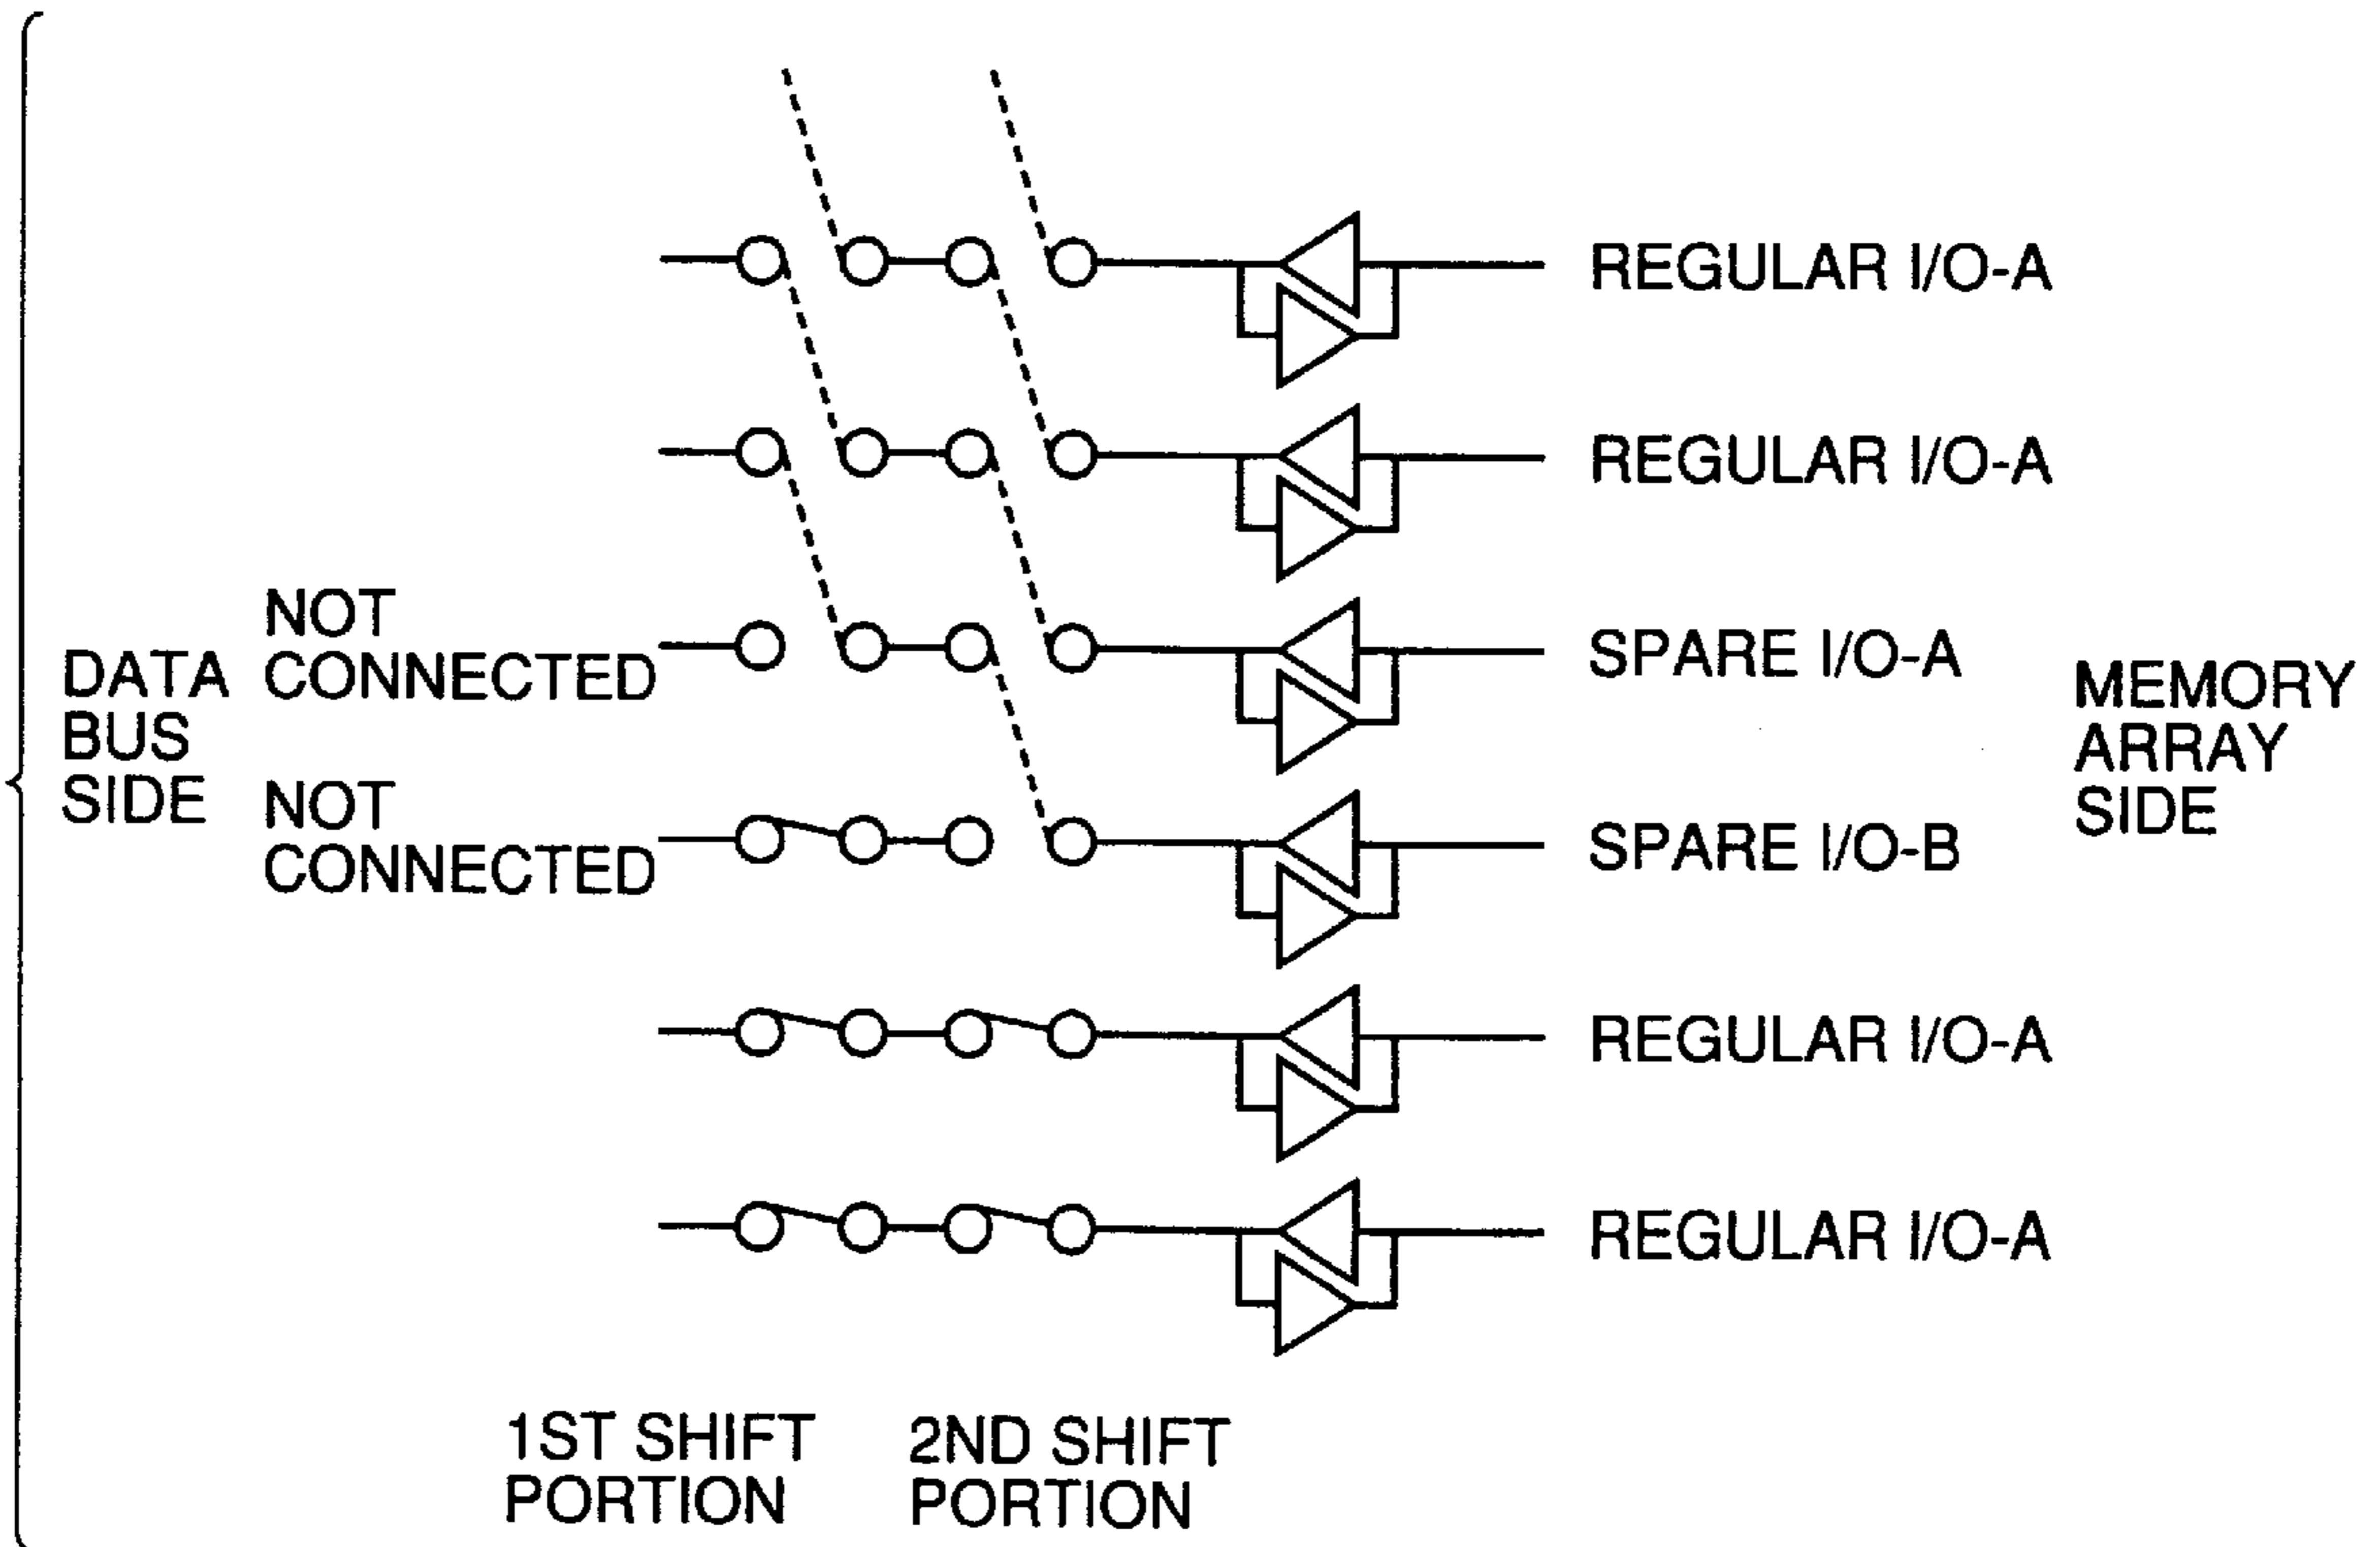 REGULAR I/O-A
REGULAR I/O-A
NOT
CONNECTED
SPARE I/O-A
DATA
BUS
SIDE
MEMORY
ARRAY
SIDE
NOT
CONNECTED
SPARE I/O-B
REGULAR I/O-A
REGULAR I/O-A
1ST SHIFT
PORTION
2ND SHIFT
PORTION